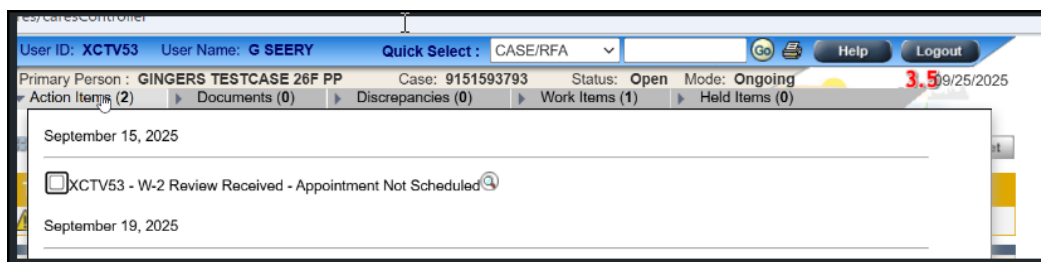 res/caresController
User ID: XCTV53 User Name: G SEERY Quick Select : CASE/RFA Go Help Logout
Primary Person : GINGERS TESTCASE 26F PP Case: 9151593793 Status: Open Mode: Ongoing 3.5 09/25/2025
Action Items (2) Documents (0) Discrepancies (0) Work Items (1) Held Items (0)
September 15, 2025
XCTV53 - W-2 Review Received - Appointment Not Scheduled
September 19, 2025